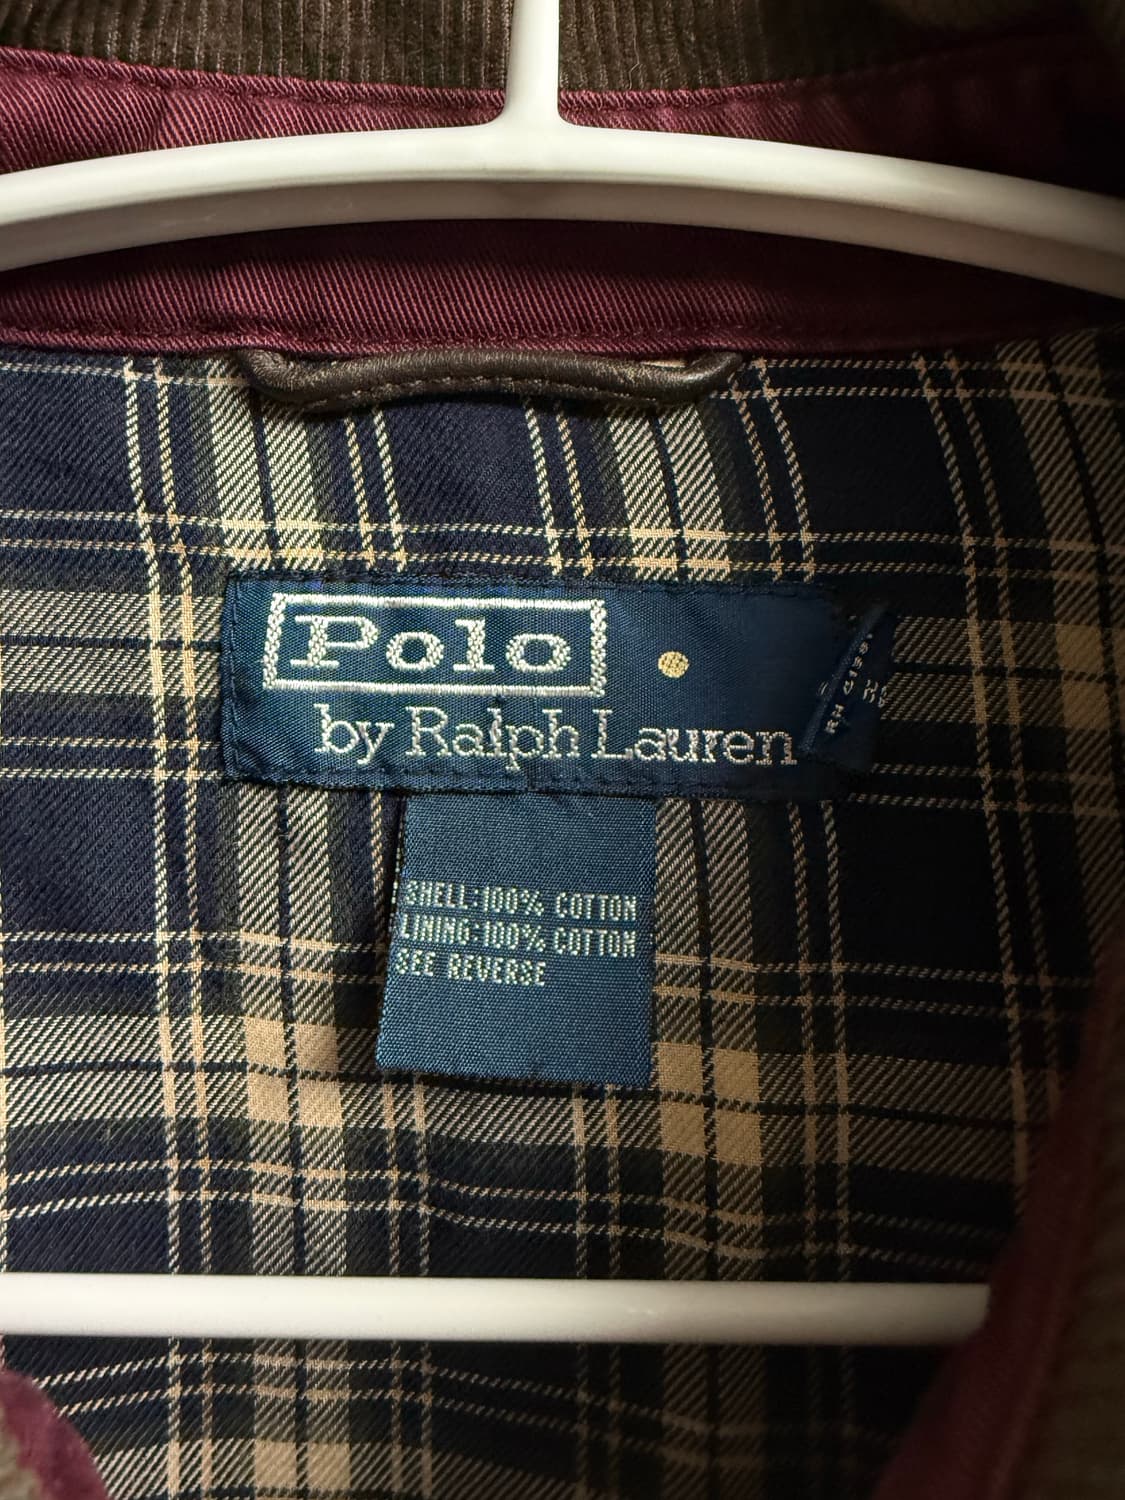 Polo
by Ralph Lauren
SHELL:100% COTTON
LINING:100% COTTON
SEE REVERSE